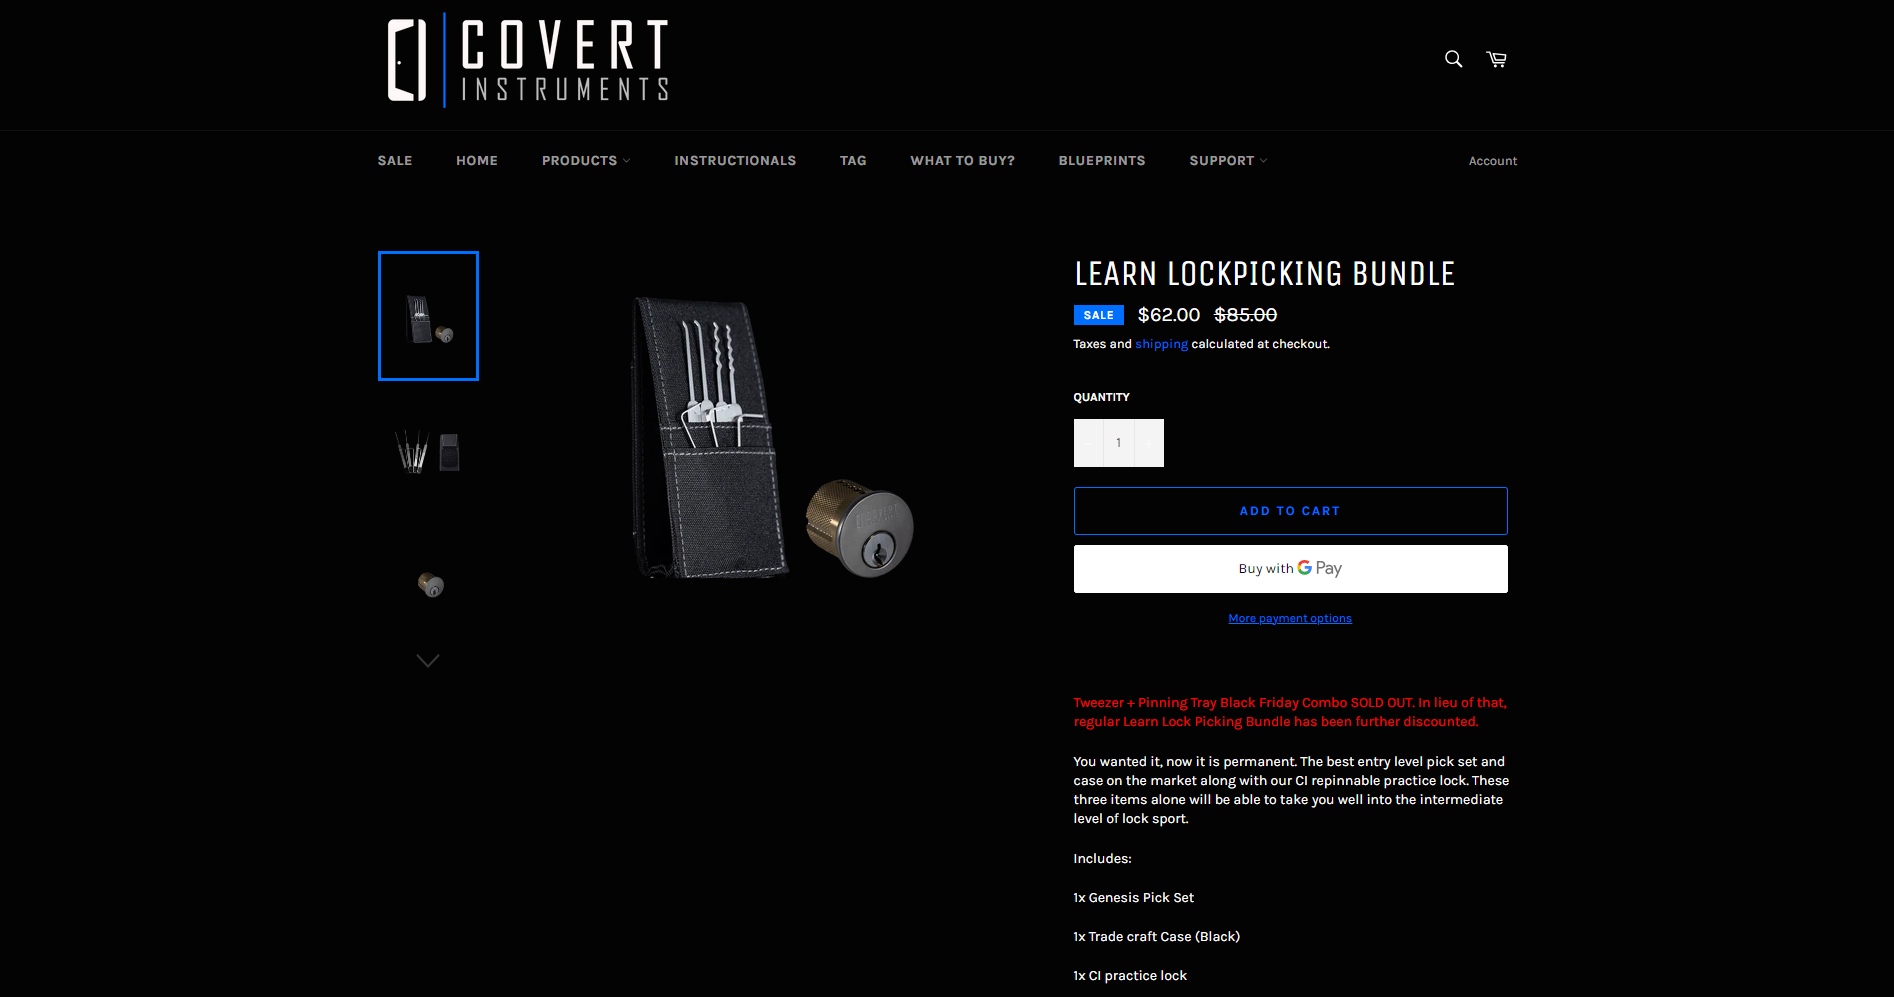 COVERT
INSTRUMENTS
SALE HOME PRODUCTS INSTRUCTIONALS TAG WHAT TO BUY? BLUEPRINTS SUPPORT Account
LEARN LOCKPICKING BUNDLE
SALE $62.00 $85.00
Taxes and shipping calculated at checkout.
QUANTITY
1
ADD TO CART
Buy with G Pay
More payment options
Tweezer + Pinning Tray Black Friday Combo SOLD OUT. In lieu of that,
regular Learn Lock Picking Bundle has been further discounted.
You wanted it, now it is permanent. The best entry level pick set and
case on the market along with our CI repinnable practice lock. These
three items alone will be able to take you well into the intermediate
level of lock sport.
Includes:
1x Genesis Pick Set
1x Trade craft Case (Black)
1x CI practice lock